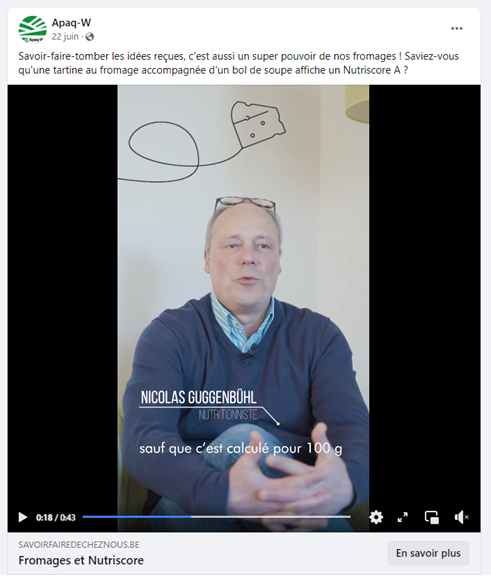 Apaq-W
Apaq-W
22 juin ·
Savoir-faire-tomber les idées reçues, c'est aussi un super pouvoir de nos fromages ! Saviez-vous
qu'une tartine au fromage accompagnée d'un bol de soupe affiche un Nutriscore A ?
NICOLAS GUGGENBÜHL
NUTRITIONNISTE
sauf que c'est calculé pour 100 g
0:18 / 0:43
SAVOIRFAIREDECHEZNOUS.BE
Fromages et Nutriscore
En savoir plus